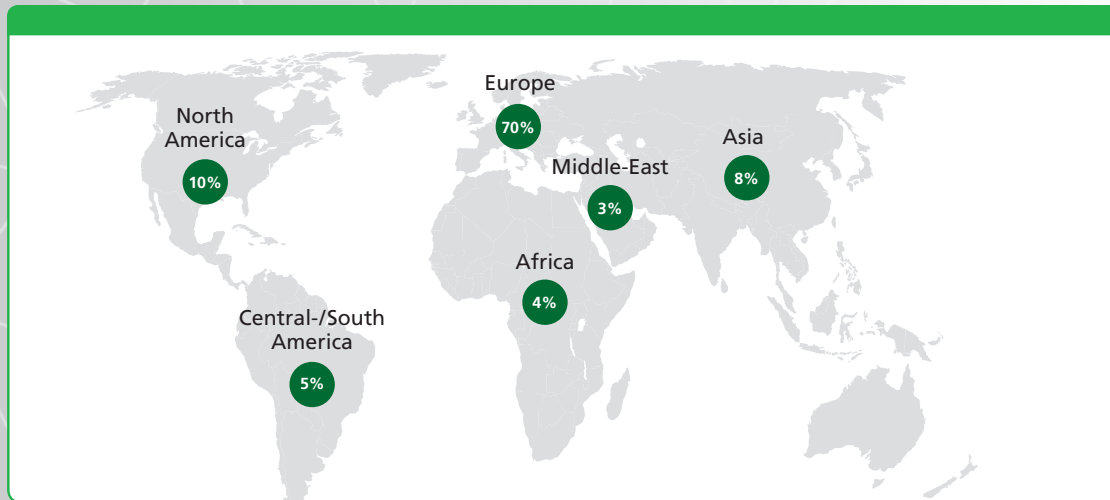 Europe
70%
North
America
10%
Asia
8%
Middle-East
3%
Africa
4%
Central-/South
America
5%